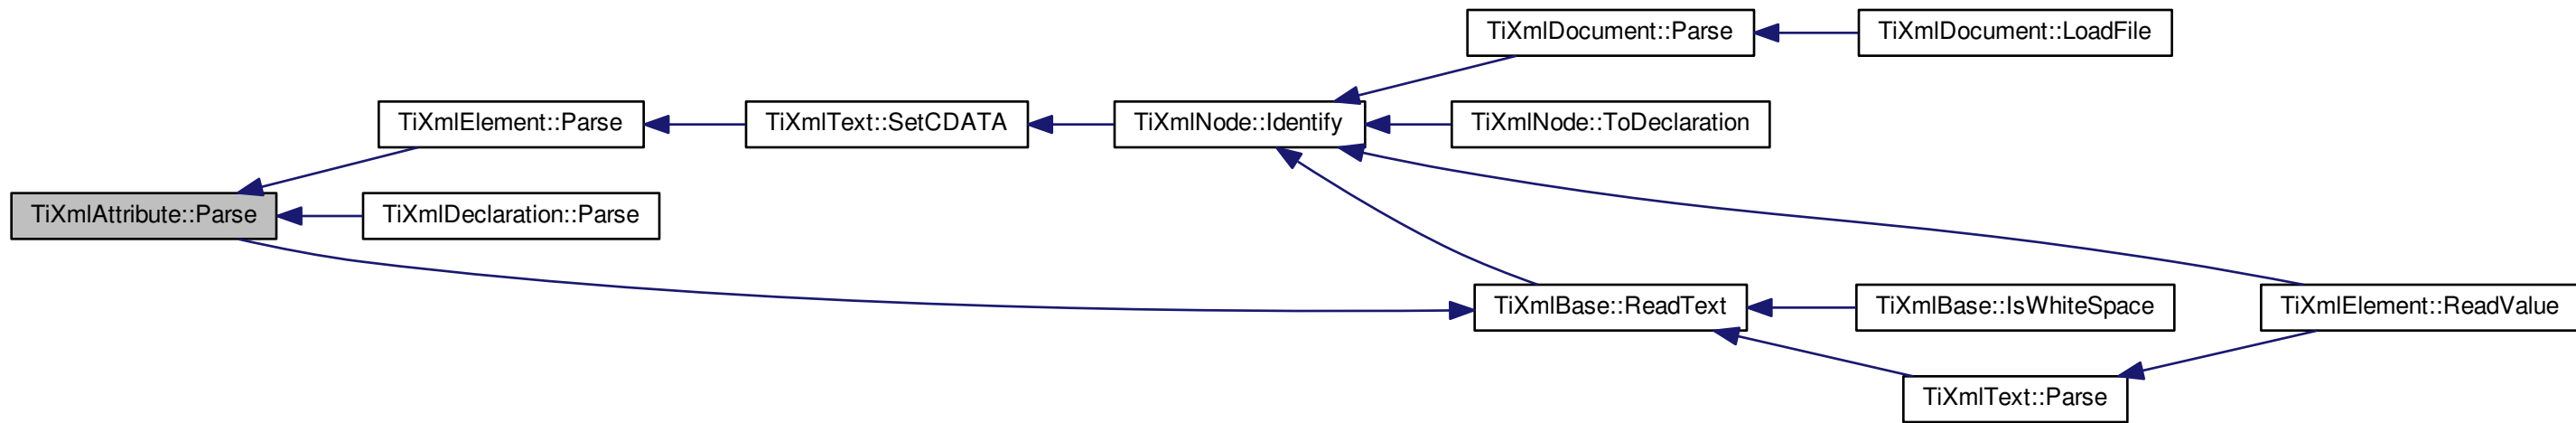 TiXmlDocument::Parse
TiXmlDocument::LoadFile
TiXmlElement::Parse
TiXmlText::SetCDATA
TiXmlNode::Identify
TiXmlNode::ToDeclaration
TiXmlAttribute::Parse
TiXmlDeclaration::Parse
TiXmlBase::ReadText
TiXmlBase::IsWhiteSpace
TiXmlElement::ReadValue
TiXmlText::Parse